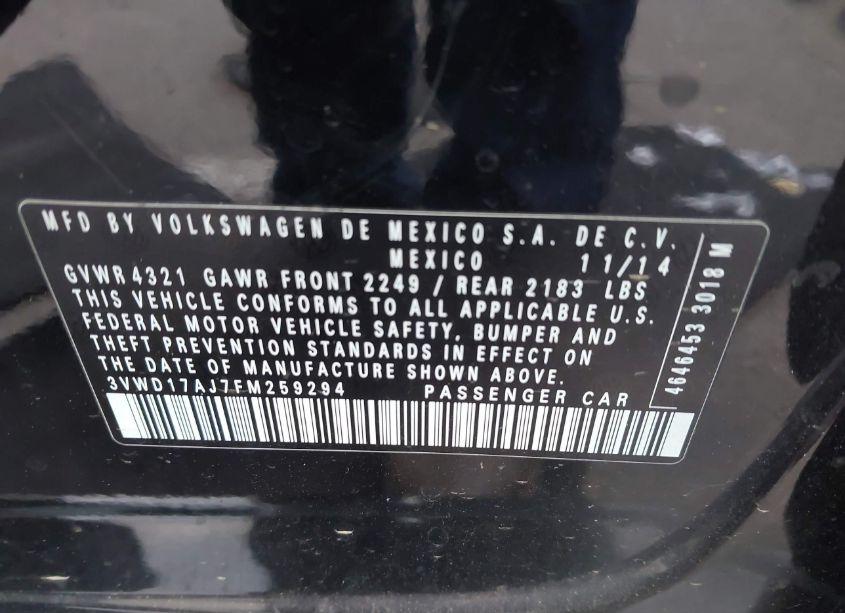 MFD BY VOLKSWAGEN DE MEXICO S.A. DE C.V.
MEXICO 11/14
GVWR 4321 GAWR FRONT 2249 / REAR 2183 LBS
THIS VEHICLE CONFORMS TO ALL APPLICABLE U.S.
FEDERAL MOTOR VEHICLE SAFETY, BUMPER AND
THEFT PREVENTION STANDARDS IN EFFECT ON
THE DATE OF MANUFACTURE SHOWN ABOVE.
3VWD17AJ7FM259294 PASSENGER CAR
4646453 3018 M